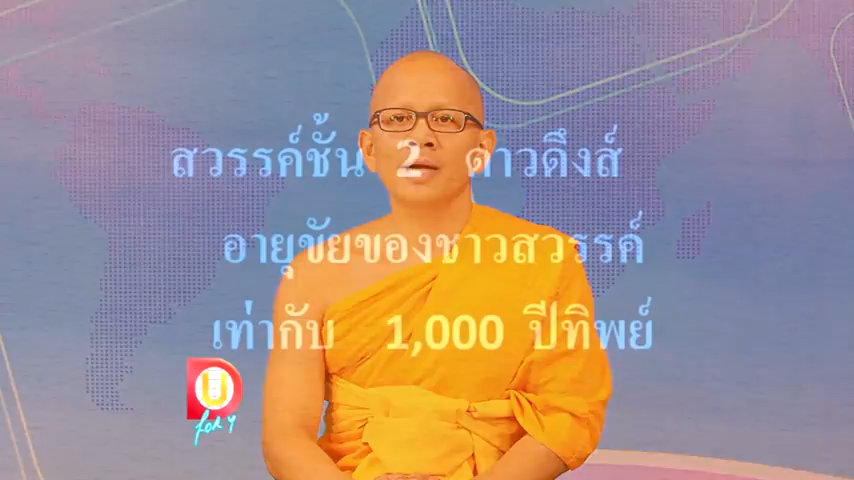 สวรรค์ชั้น 2 ดาวดึงส์
อายุขัยของชาวสวรรค์
เท่ากับ 1,000 ปีทิพย์
U
for y